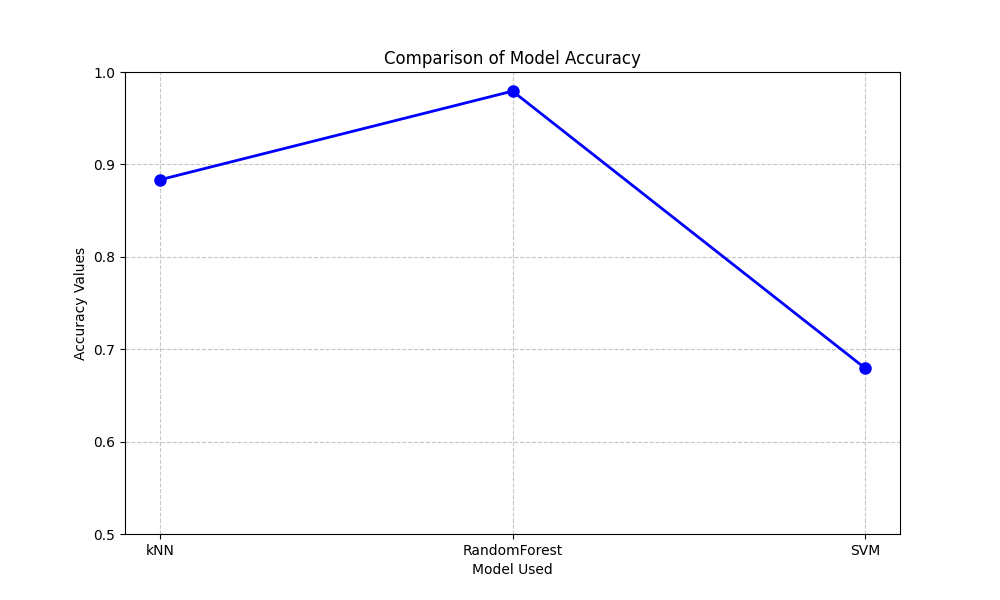 Comparison of Model Accuracy
1.0
0.9
0.8
0.7
0.6
0.5
Accuracy Values
kNN RandomForest SVM
Model Used